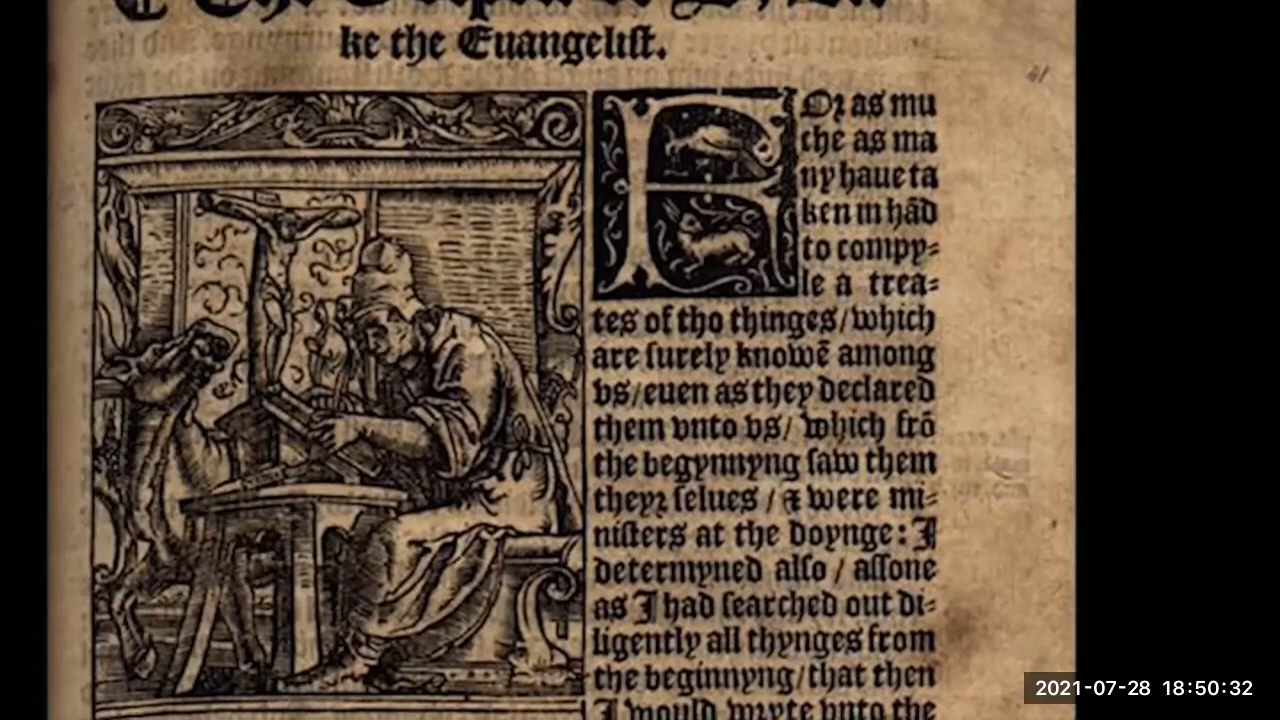 ke the Euangelist.
41
FOr as mu
che as ma
ny haue ta
ken in hãd
to compy=
le a trea=
tes of tho thinges/which
are surely knowẽ among
vs/euen as they declared
them vnto vs/ which frõ
the begynnyng saw them
theyr selues / & were mi=
nisters at the doynge: I
determyned also / assone
as I had searched out di=
ligently all thynges from
the beginnyng/that then
I would wryte vnto the
2021-07-28 18:50:32